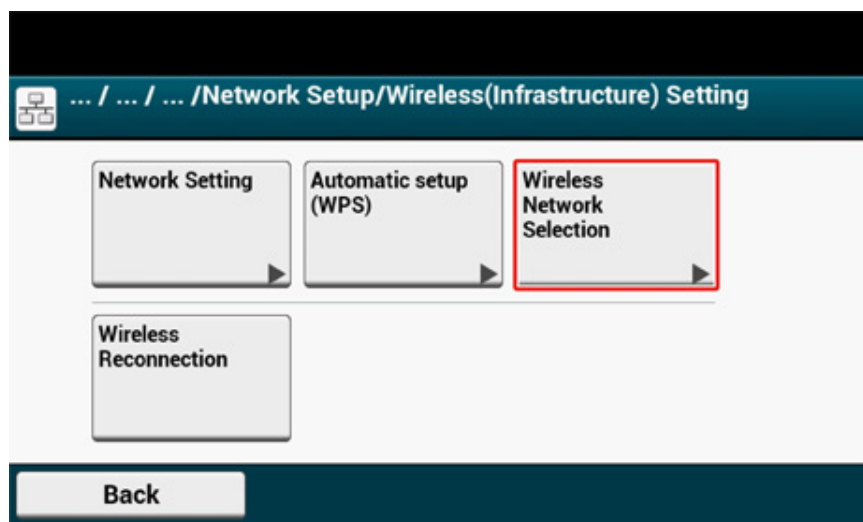 ... / ... / ... /Network Setup/Wireless(Infrastructure) Setting
Network Setting
Automatic setup
(WPS)
Wireless
Network
Selection
Wireless
Reconnection
Back